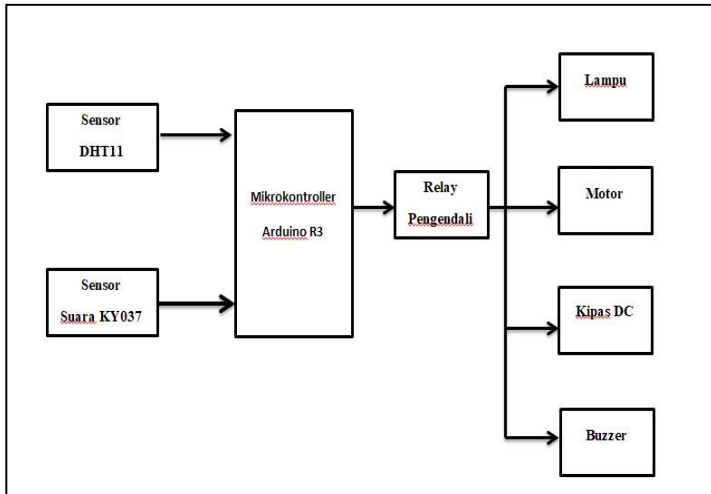 Sensor
DHT11
Sensor
Suara KY037
Mikrokontroller
Arduino R3
Relay
Pengendali
Lampu
Motor
Kipas DC
Buzzer